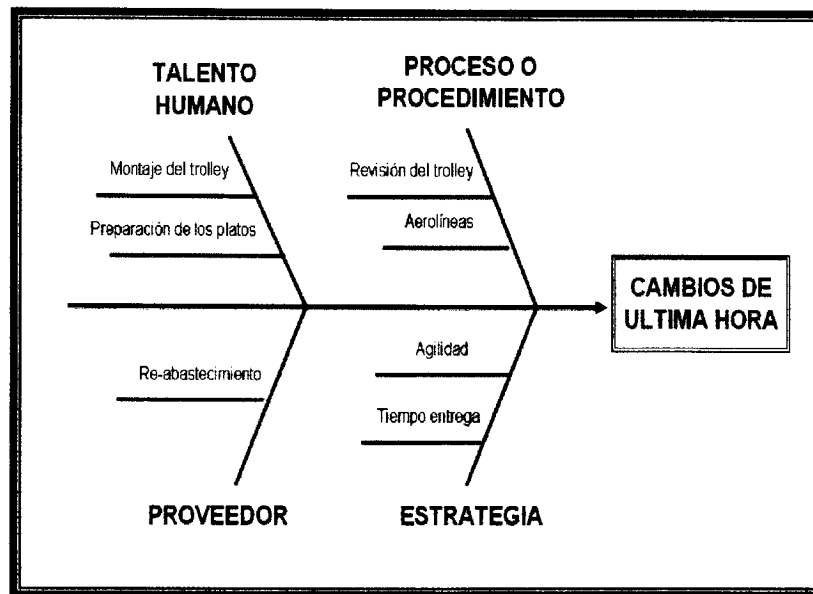 TALENTO
HUMANO
PROCESO O
PROCEDIMIENTO
Montaje del trolley
Preparación de los platos
Revisión del trolley
Aerolíneas
CAMBIOS DE
ULTIMA HORA
Re-abastecimiento
Agilidad
Tiempo entrega
PROVEEDOR
ESTRATEGIA